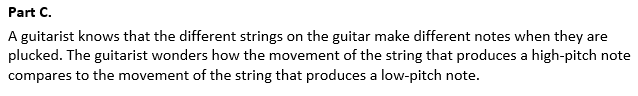 Part C.
A guitarist knows that the different strings on the guitar make different notes when they are
plucked. The guitarist wonders how the movement of the string that produces a high-pitch note
compares to the movement of the string that produces a low-pitch note.